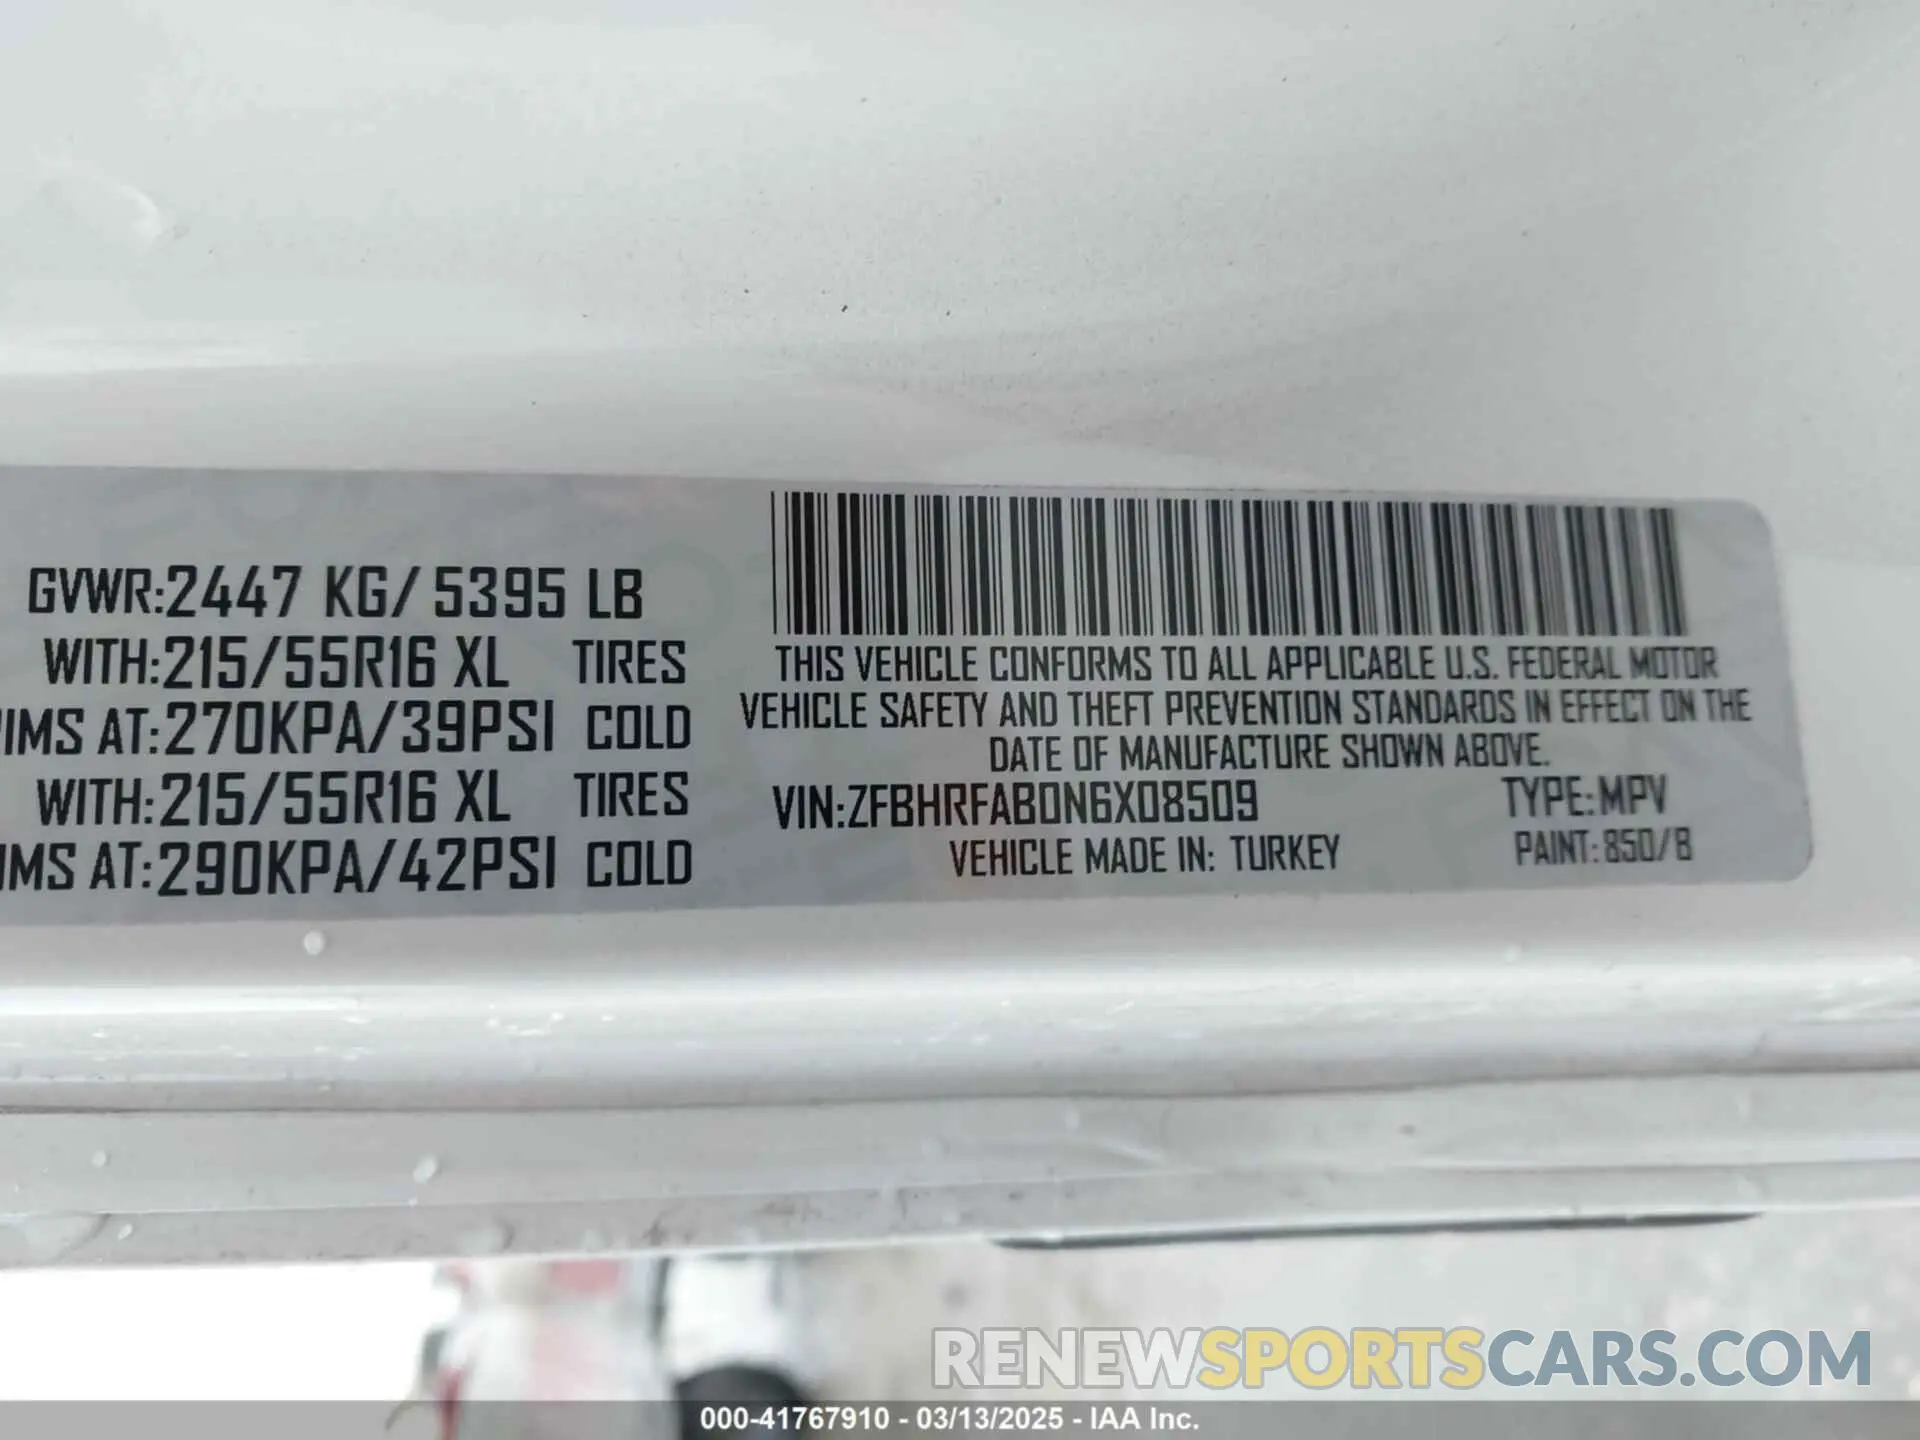 GVWR:2447 KG/ 5395 LB
WITH:215/55R16 XL TIRES
IMS AT:270KPA/39PSI COLD
WITH:215/55R16 XL TIRES
IMS AT:290KPA/42PSI COLD
THIS VEHICLE CONFORMS TO ALL APPLICABLE U.S. FEDERAL MOTOR
VEHICLE SAFETY AND THEFT PREVENTION STANDARDS IN EFFECT ON THE
DATE OF MANUFACTURE SHOWN ABOVE.
VIN:ZFBHRFAB0N6X08509 TYPE:MPV
VEHICLE MADE IN: TURKEY PAINT:850/B
RENEWSPORTSCARS.COM
000-41767910 - 03/13/2025 - IAA Inc.